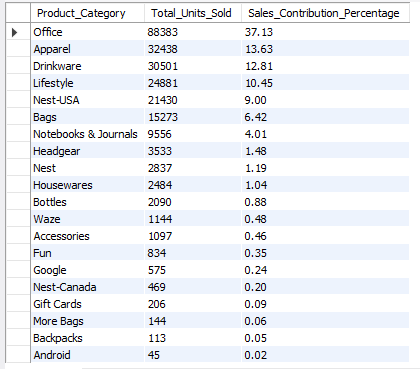 Product_Category Total_Units_Sold Sales_Contribution_Percentage
Office 88383 37.13
Apparel 32438 13.63
Drinkware 30501 12.81
Lifestyle 24881 10.45
Nest-USA 21430 9.00
Bags 15273 6.42
Notebooks & Journals 9556 4.01
Headgear 3533 1.48
Nest 2837 1.19
Housewares 2484 1.04
Bottles 2090 0.88
Waze 1144 0.48
Accessories 1097 0.46
Fun 834 0.35
Google 575 0.24
Nest-Canada 469 0.20
Gift Cards 206 0.09
More Bags 144 0.06
Backpacks 113 0.05
Android 45 0.02